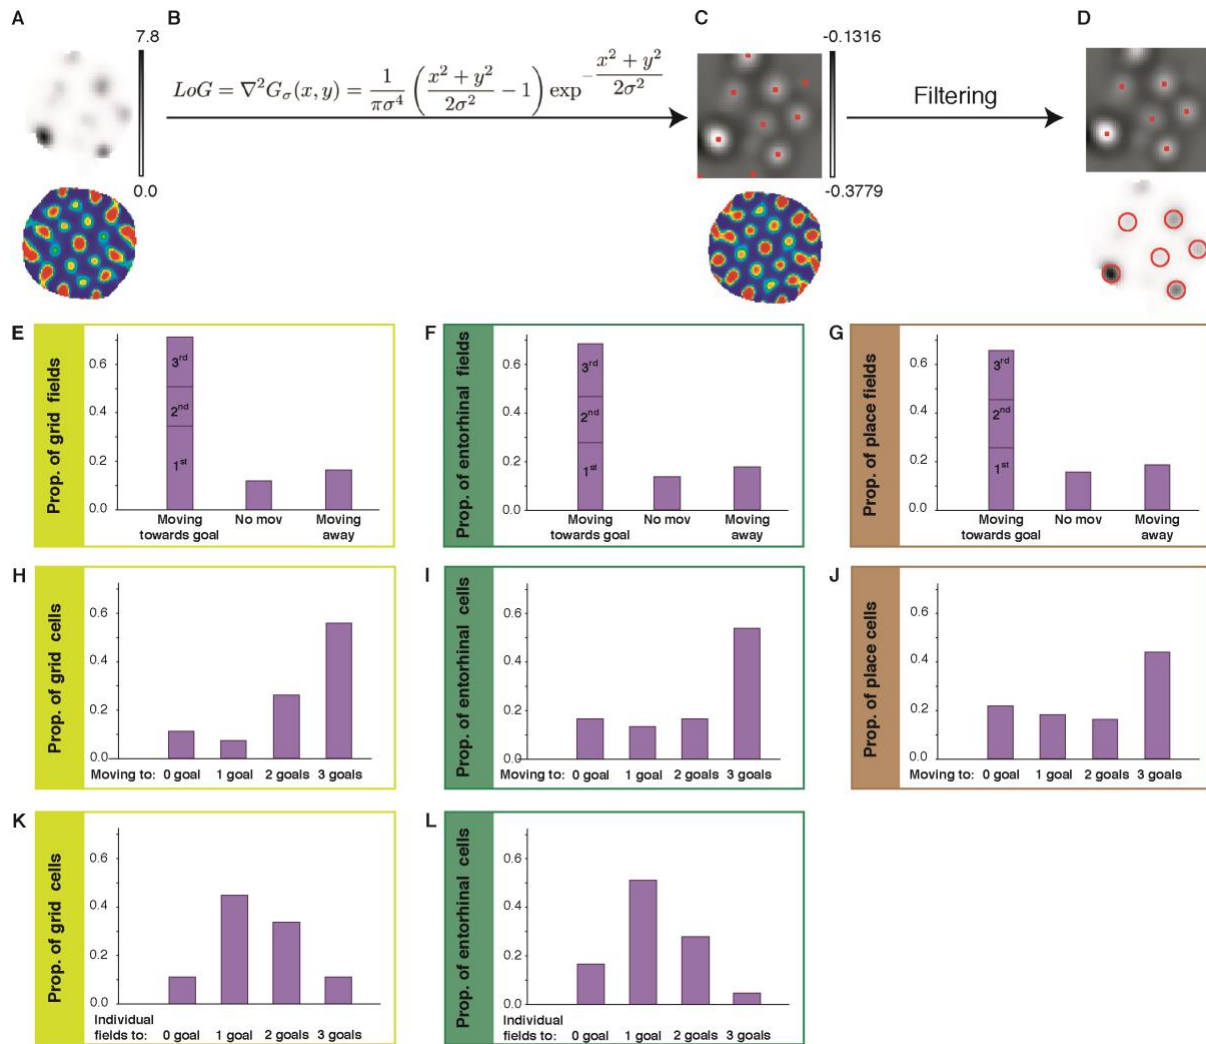 A
B
C
D
7.8
0.0
LoG = ∇²G_σ(x, y) = 1/(πσ⁴) ((x² + y²)/(2σ²) − 1) exp^−(x² + y²)/(2σ²)
-0.1316
-0.3779
Filtering
E
Prop. of grid fields
0.6
0.4
0.2
0.0
3rd
2nd
1st
Moving towards goal
No mov
Moving away
F
Prop. of entorhinal fields
0.6
0.4
0.2
0.0
3rd
2nd
1st
Moving towards goal
No mov
Moving away
G
Prop. of place fields
0.6
0.4
0.2
0.0
3rd
2nd
1st
Moving towards goal
No mov
Moving away
H
Prop. of grid cells
0.6
0.4
0.2
0.0
Moving to: 0 goal 1 goal 2 goals 3 goals
I
Prop. of entorhinal cells
0.6
0.4
0.2
0.0
Moving to: 0 goal 1 goal 2 goals 3 goals
J
Prop. of place cells
0.6
0.4
0.2
0.0
Moving to: 0 goal 1 goal 2 goals 3 goals
K
Prop. of grid cells
0.6
0.4
0.2
0.0
Individual
fields to: 0 goal 1 goal 2 goals 3 goals
L
Prop. of entorhinal cells
0.6
0.4
0.2
0.0
Individual
fields to: 0 goal 1 goal 2 goals 3 goals